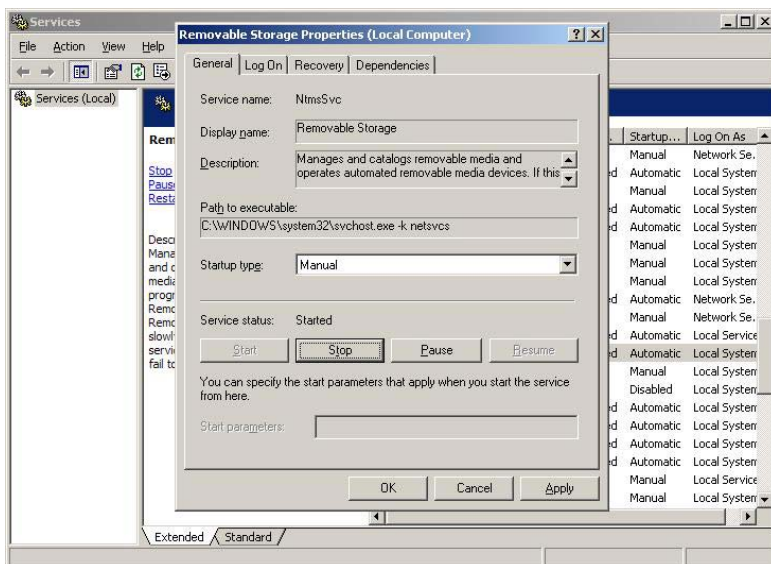 Services
File Action View Help
Services (Local)
Stop
Removable Storage Properties (Local Computer)
General Log On Recovery Dependencies
Service name: NtmsSvc
Display name: Removable Storage
Description: Manages and catalogs removable media and
operates automated removable media devices. If this
Path to executable:
C:\WINDOWS\system32\svchost.exe -k netsvcs
Startup type: Manual
Service status: Started
Start Stop Pause Resume
You can specify the start parameters that apply when you start the service
from here.
Start parameters:
OK Cancel Apply
Startup... Log On As
Manual Network Se.
Automatic Local System
Manual Local System
Automatic Local System
Automatic Local System
Manual Local System
Manual Local System
Manual Local System
Automatic Network Se.
Manual Network Se.
Automatic Local Service
Automatic Local System
Manual Local System
Disabled Local System
Automatic Local System
Automatic Local System
Automatic Local System
Automatic Local System
Manual Local Service
Manual Local System
Extended Standard